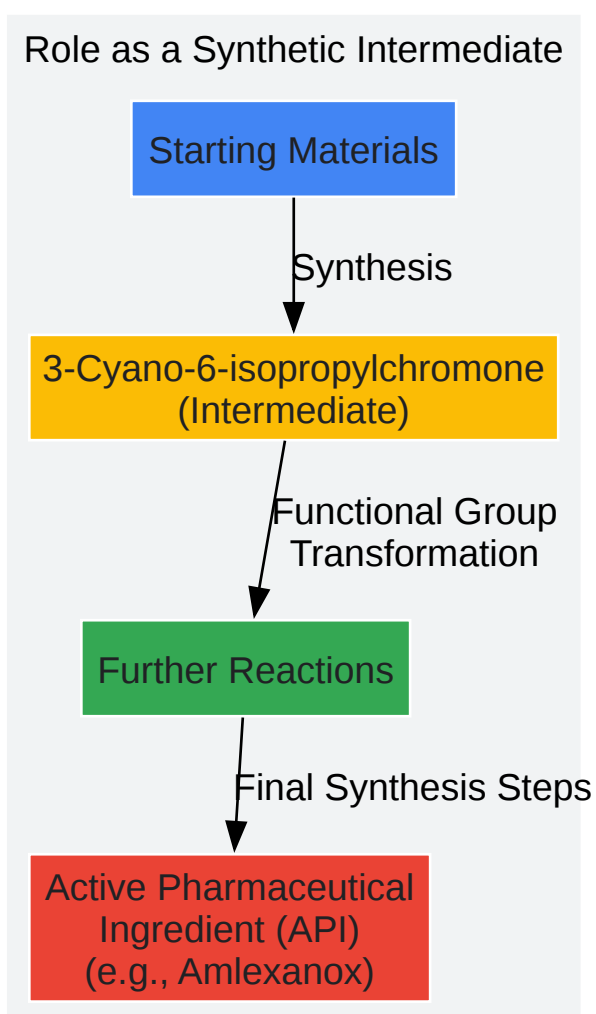 Role as a Synthetic Intermediate
Starting Materials
Synthesis
3-Cyano-6-isopropylchromone
(Intermediate)
Functional Group
Transformation
Further Reactions
Final Synthesis Steps
Active Pharmaceutical
Ingredient (API)
(e.g., Amlexanox)